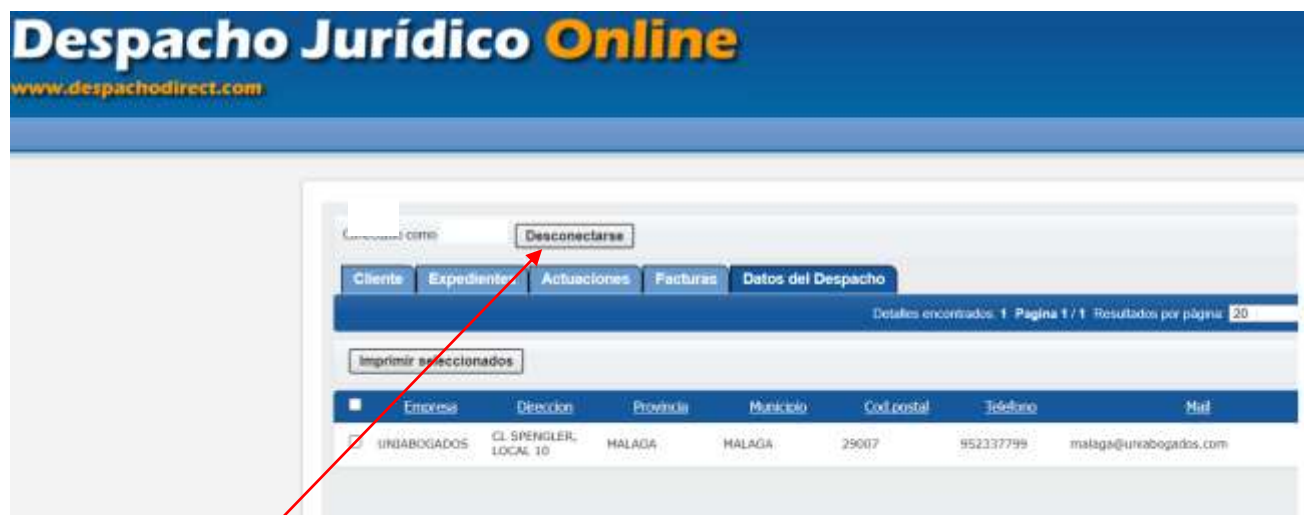 Despacho Jurídico Online
www.despachodirect.com
como Desconectarse
Cliente Expedientes Actuaciones Facturas Datos del Despacho
Detalles encontrados: 1 Pagina 1 / 1 Resultados por página: 20
Imprimir seleccionados
Empresa Direccion Provincia Municipio Cod.postal Telefono Mail
UNIABOGADOS CL SPENGLER, LOCAL 10 MALAGA MALAGA 29007 952337799 malaga@uniabogados.com